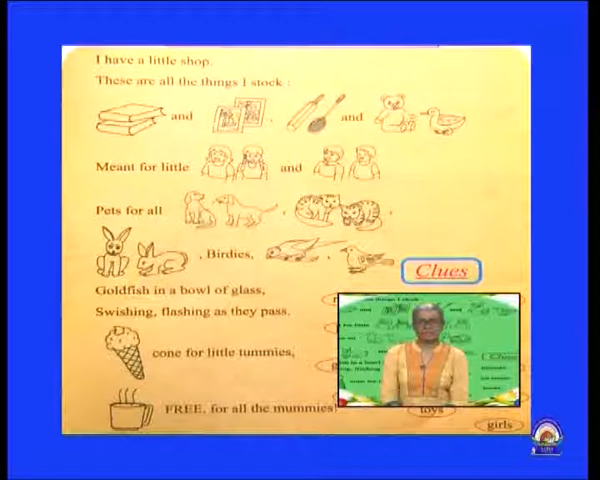 I have a little shop.
These are all the things I stock :
and , and
Meant for little and
Pets for all , ,
, Birdies, ,
Clues
Goldfish in a bowl of glass,
Swishing, flashing as they pass.
cone for little tummies,
FREE, for all the mummies!
toys
girls